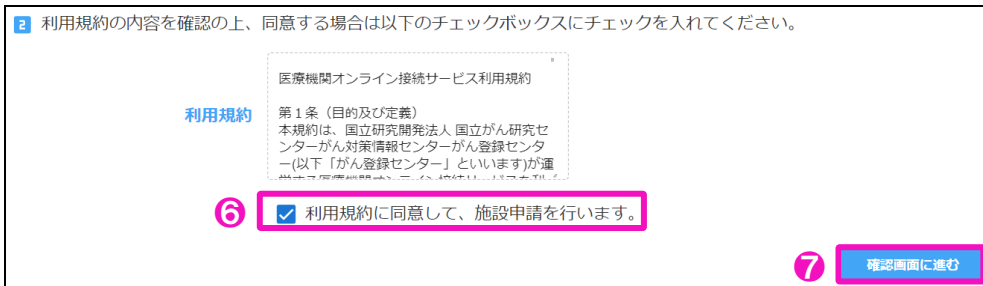 2 利用規約の内容を確認の上、同意する場合は以下のチェックボックスにチェックを入れてください。
医療機関オンライン接続サービス利用規約
利用規約
第1条（目的及び定義）
本規約は、国立研究開発法人 国立がん研究セ
ンターがん対策情報センターがん登録センタ
ー(以下「がん登録センター」といいます)が運
❻ 利用規約に同意して、施設申請を行います。
❼ 確認画面に進む